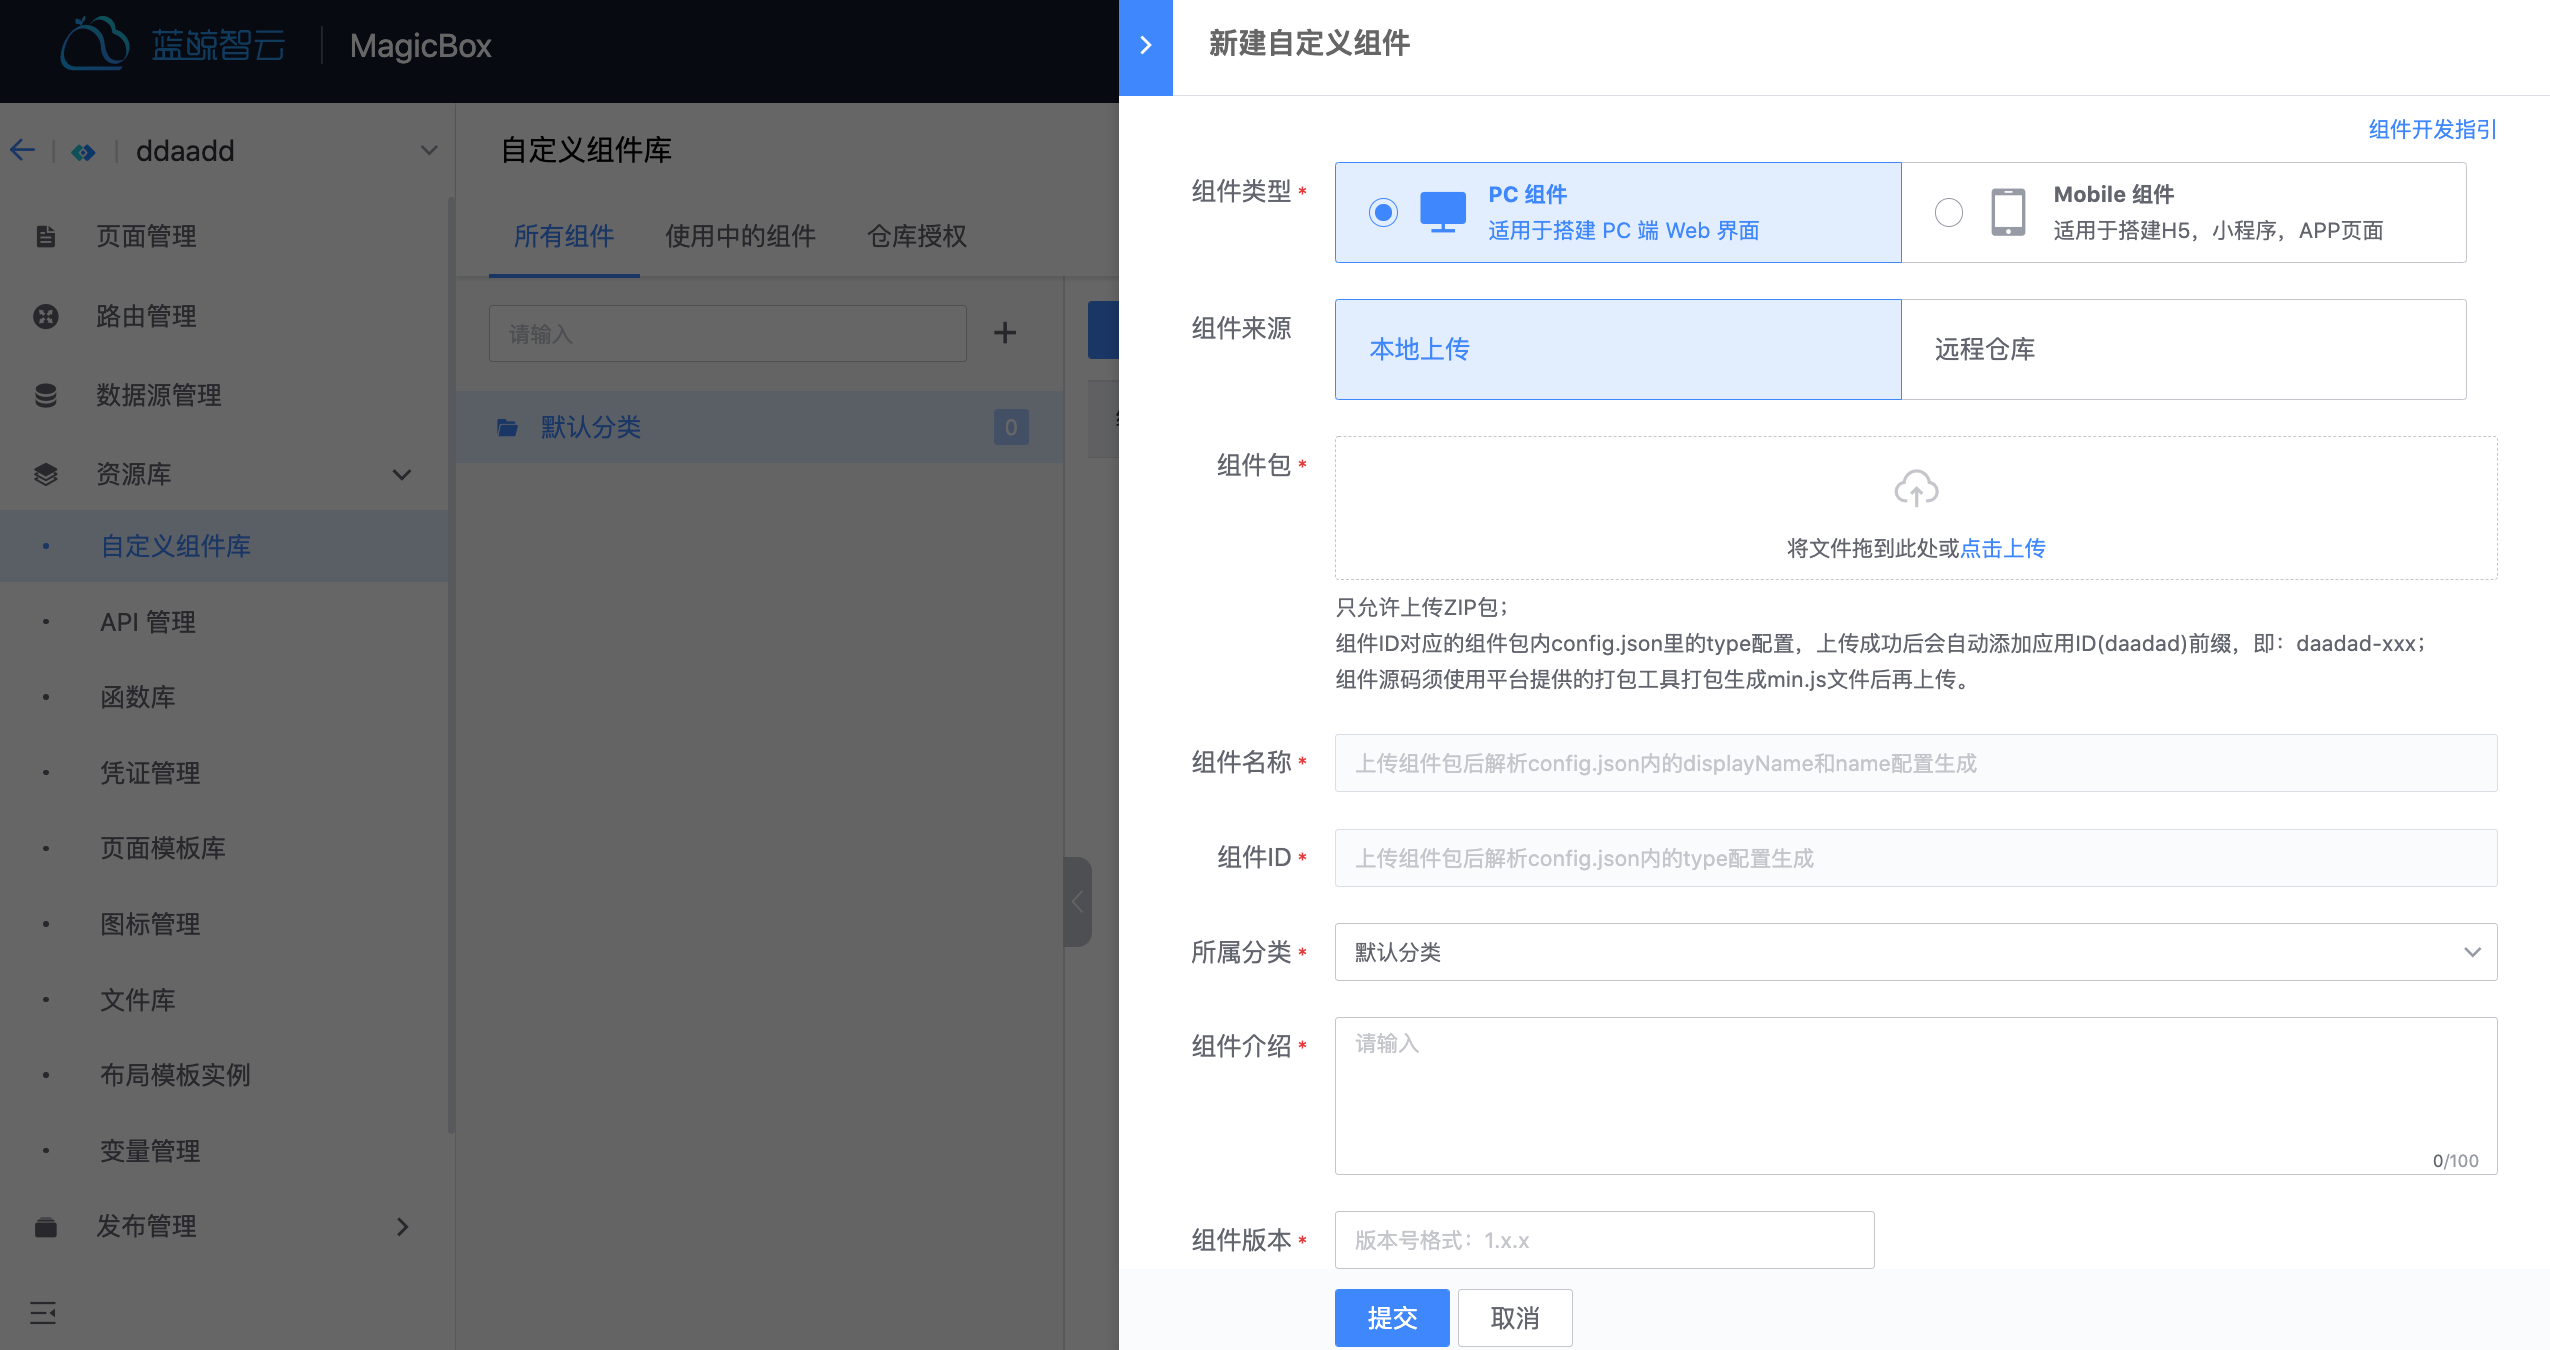 蓝鲸智云
MagicBox
ddaadd
页面管理
路由管理
数据源管理
资源库
自定义组件库
API 管理
函数库
凭证管理
页面模板库
图标管理
文件库
布局模板实例
变量管理
发布管理
自定义组件库
所有组件 使用中的组件 仓库授权
请输入
默认分类 0
新建自定义组件
组件开发指引
组件类型 *
PC 组件
适用于搭建 PC 端 Web 界面
Mobile 组件
适用于搭建H5，小程序，APP页面
组件来源
本地上传
远程仓库
组件包 *
将文件拖到此处或点击上传
只允许上传ZIP包；
组件ID对应的组件包内config.json里的type配置，上传成功后会自动添加应用ID(daadad)前缀，即：daadad-xxx；
组件源码须使用平台提供的打包工具打包生成min.js文件后再上传。
组件名称 *
上传组件包后解析config.json内的displayName和name配置生成
组件ID *
上传组件包后解析config.json内的type配置生成
所属分类 *
默认分类
组件介绍 *
请输入
0/100
组件版本 *
版本号格式：1.x.x
提交
取消